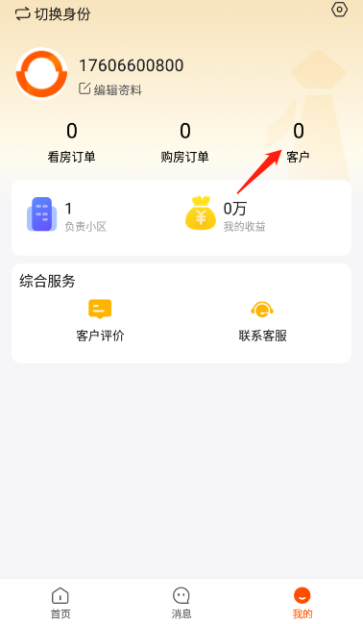 切换身份
17606600800
编辑资料
0 0 0
看房订单 购房订单 客户
1 0万
负责小区 我的收益
¥
综合服务
客户评价 联系客服
首页 消息 我的